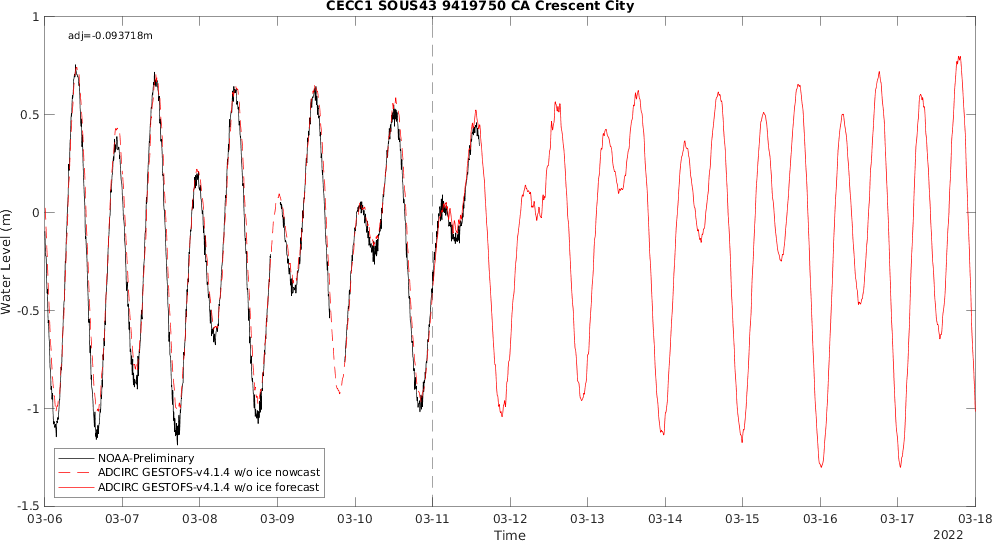 CECC1 SOUS43 9419750 CA Crescent City
adj=-0.093718m
1
0.5
0
-0.5
-1
-1.5
Water Level (m)
NOAA-Preliminary
ADCIRC GESTOFS-v4.1.4 w/o ice nowcast
ADCIRC GESTOFS-v4.1.4 w/o ice forecast
03-06 03-07 03-08 03-09 03-10 03-11 03-12 03-13 03-14 03-15 03-16 03-17 03-18
Time
2022